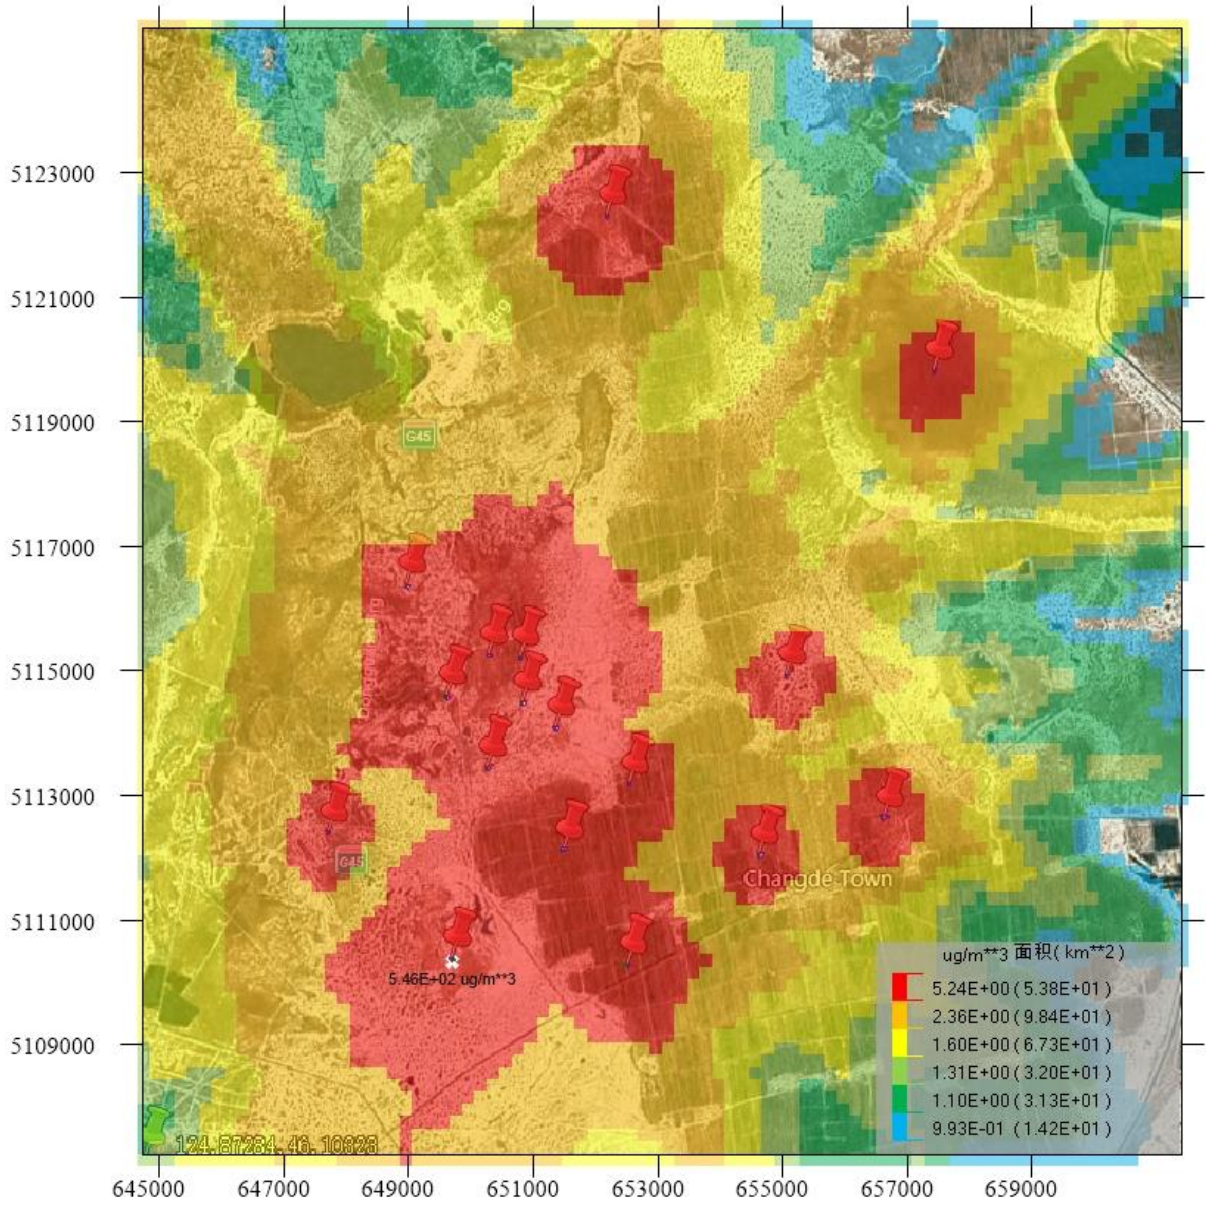 5123000
5121000
5119000
G45
5117000
5115000
5113000
G45
Changde Town
5111000
5.46E+02 ug/m**3
ug/m**3 面积(km**2)
5.24E+00(5.38E+01)
2.36E+00(9.84E+01)
1.60E+00(6.73E+01)
1.31E+00(3.20E+01)
1.10E+00(3.13E+01)
9.93E-01 (1.42E+01)
5109000
124.87284,46.10323
645000 647000 649000 651000 653000 655000 657000 659000